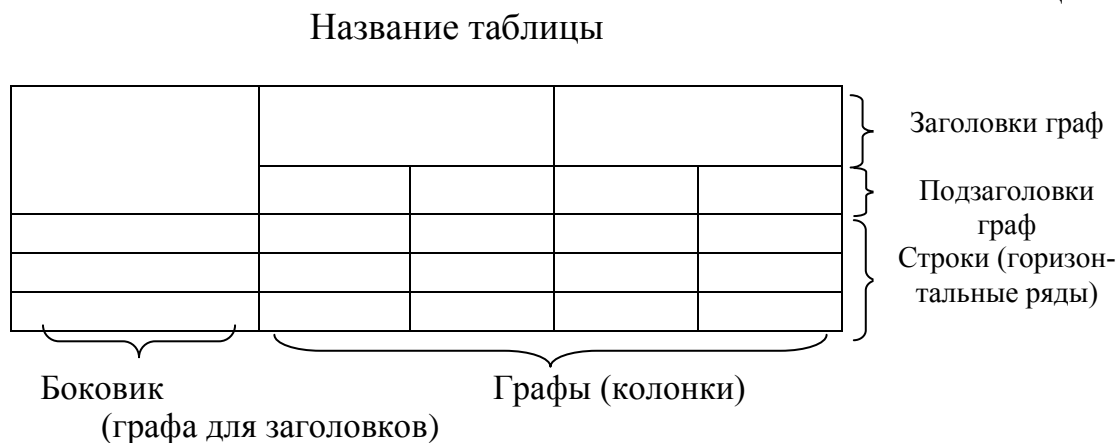 Название таблицы
Заголовки граф
Подзаголовки
граф
Строки (горизон-
тальные ряды)
Боковик
(графа для заголовков)
Графы (колонки)